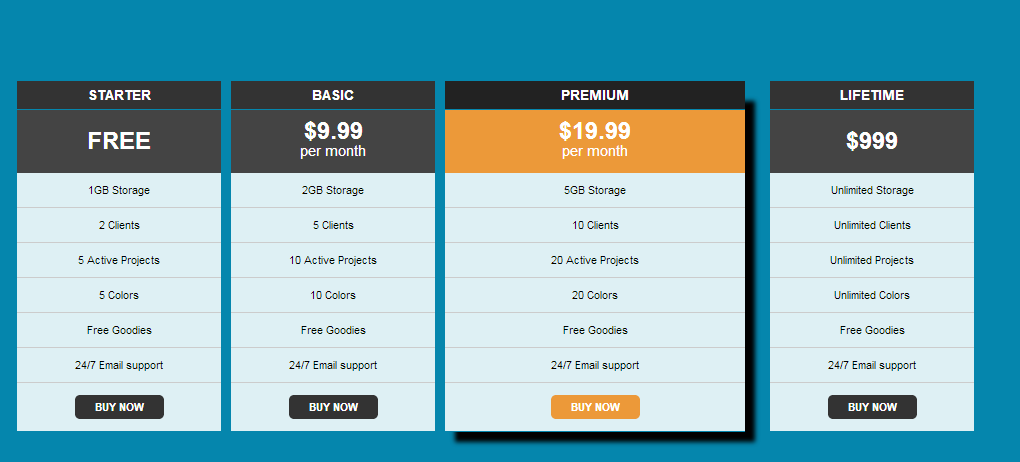 STARTER
FREE
1GB Storage
2 Clients
5 Active Projects
5 Colors
Free Goodies
24/7 Email support
BUY NOW
BASIC
$9.99
per month
2GB Storage
5 Clients
10 Active Projects
10 Colors
Free Goodies
24/7 Email support
BUY NOW
PREMIUM
$19.99
per month
5GB Storage
10 Clients
20 Active Projects
20 Colors
Free Goodies
24/7 Email support
BUY NOW
LIFETIME
$999
Unlimited Storage
Unlimited Clients
Unlimited Projects
Unlimited Colors
Free Goodies
24/7 Email support
BUY NOW